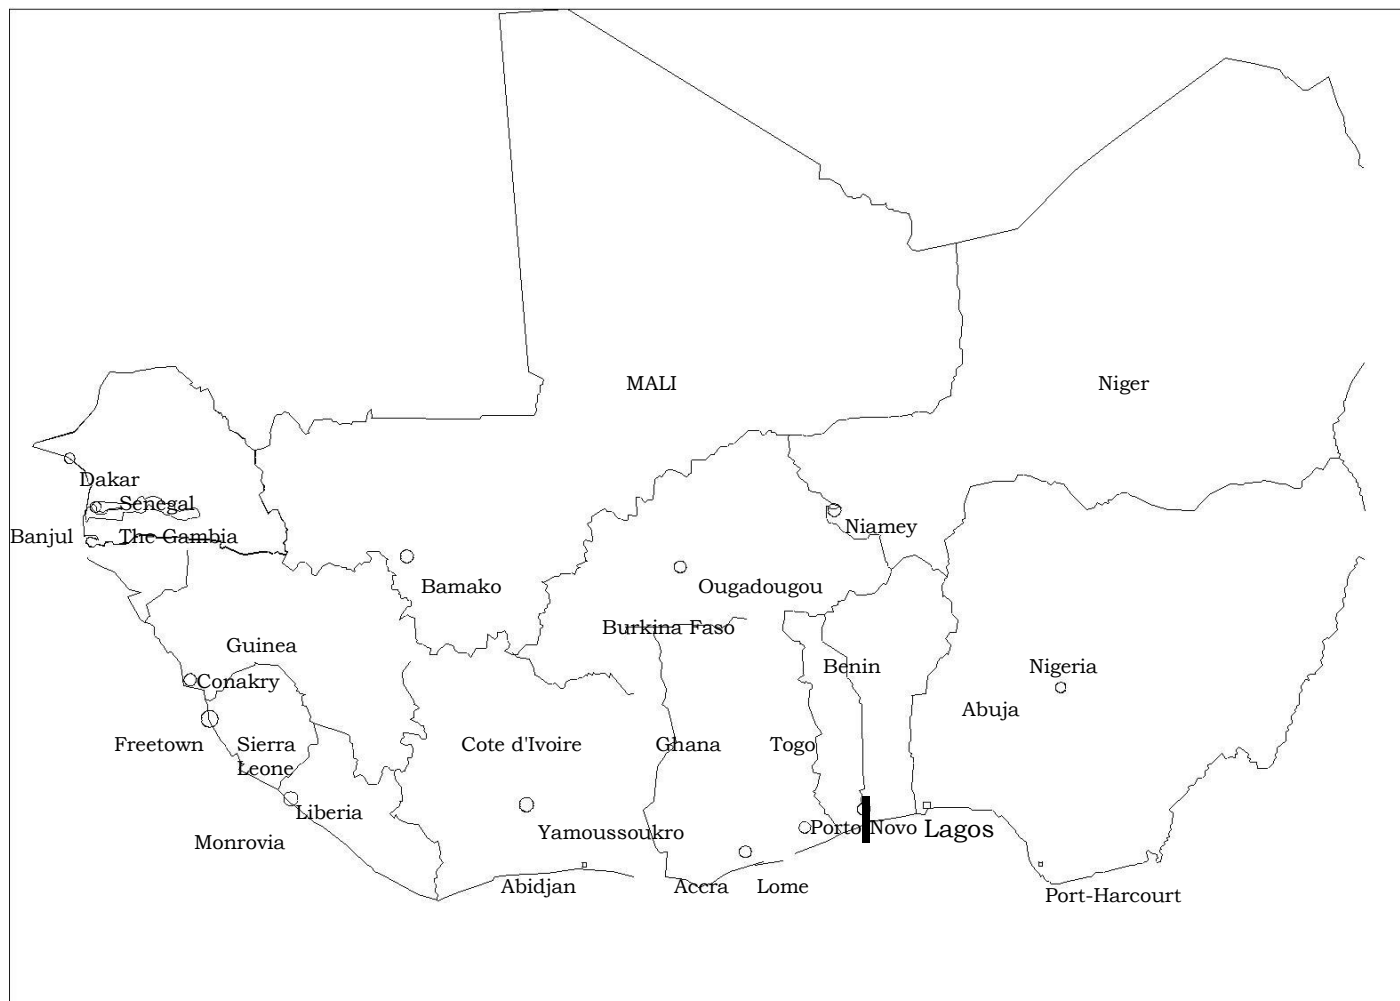 MALI
Niger
Dakar
Senegal
Banjul
The Gambia
Niamey
Bamako
Ougadougou
Burkina Faso
Guinea
Benin
Nigeria
Conakry
Abuja
Freetown
Sierra
Leone
Cote d'Ivoire
Ghana
Togo
Liberia
Monrovia
Yamoussoukro
Porto Novo
Lagos
Abidjan
Accra
Lome
Port-Harcourt